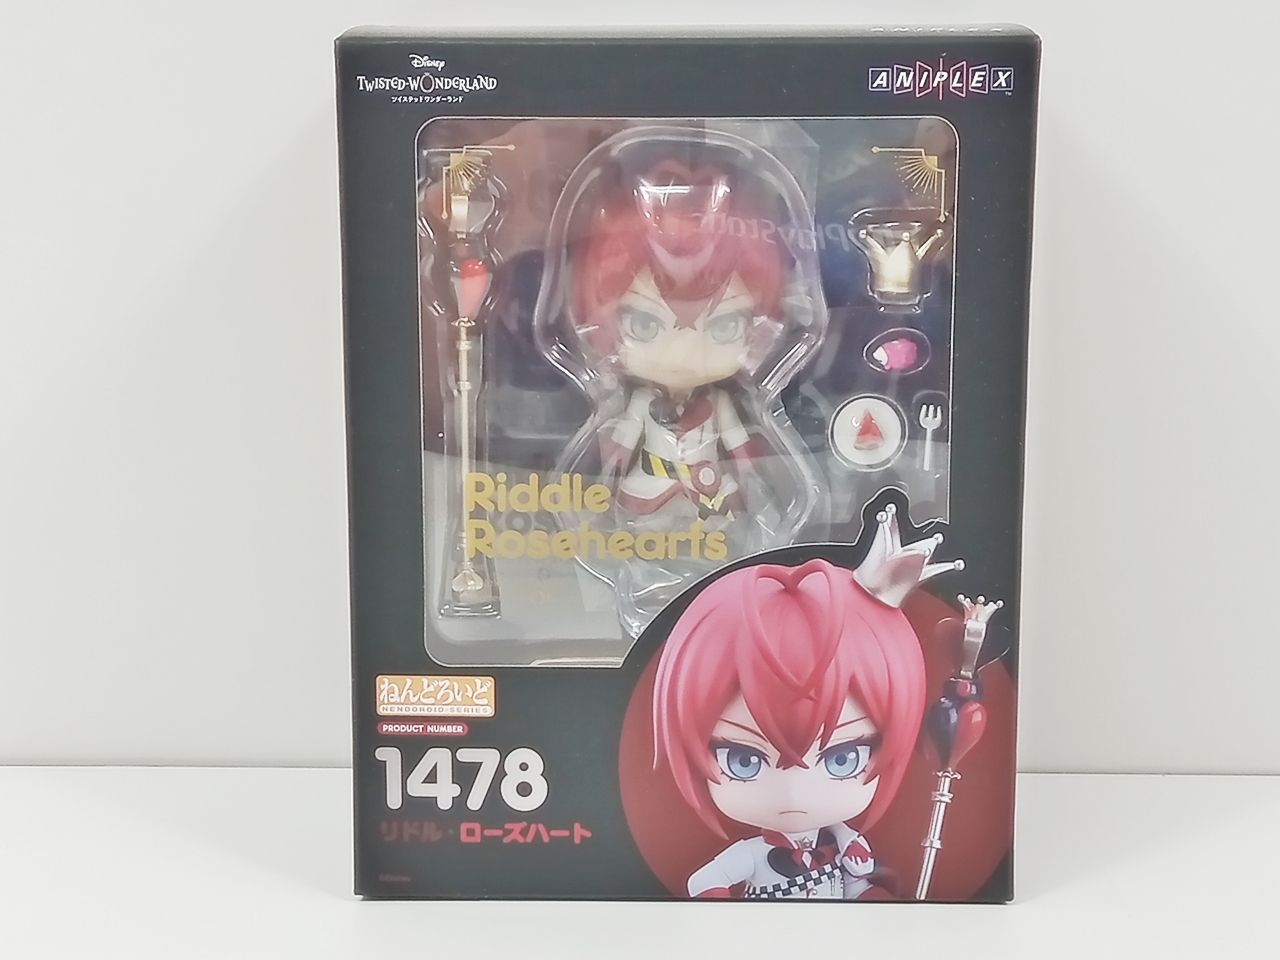 Disney
TWISTED-WONDERLAND
ツイステッドワンダーランド
ANIPLEX
PlayStati
Riddle
Rosehearts
ねんどろいど
NENDOROID-SERIES
PRODUCT NUMBER
1478
リドル・ローズハート
©Disney